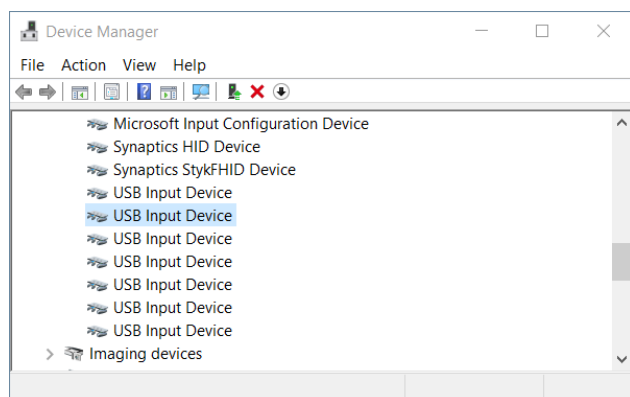 Device Manager
File Action View Help
Microsoft Input Configuration Device
Synaptics HID Device
Synaptics StykFHID Device
USB Input Device
USB Input Device
USB Input Device
USB Input Device
USB Input Device
USB Input Device
USB Input Device
Imaging devices